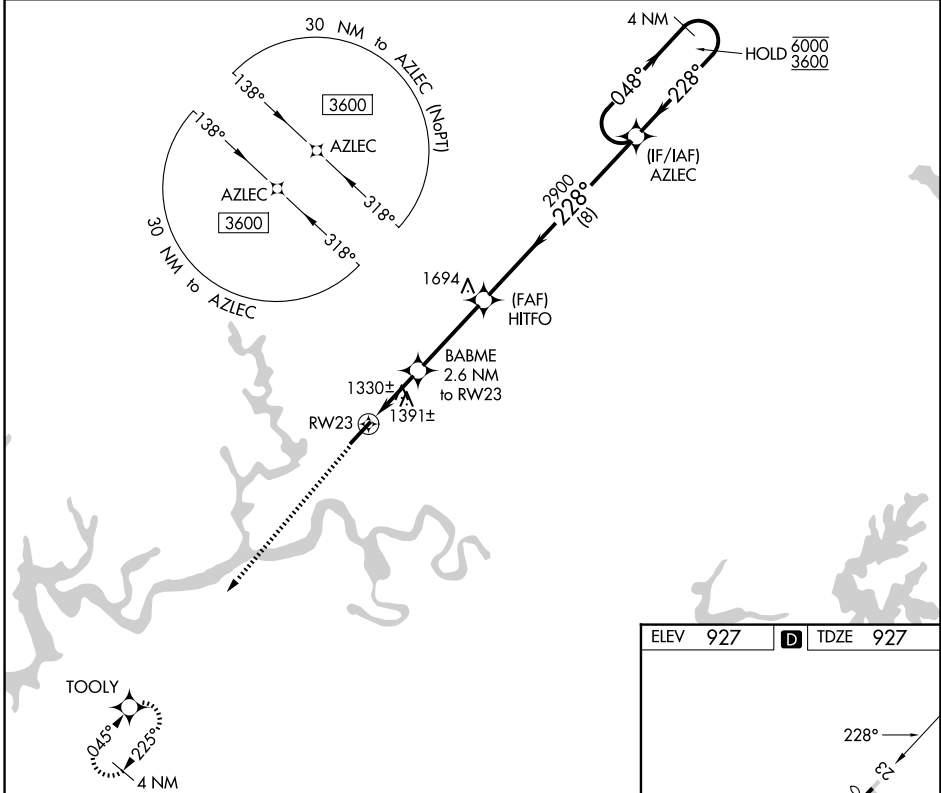 30 NM to AZLEC (NoPT)
138°
3600
AZLEC
318°
138°
AZLEC
3600
318°
30 NM to AZLEC
4 NM
HOLD 6000
3600
048°
228°
(IF/IAF)
AZLEC
2900
228°
(8)
1694
(FAF)
HITFO
BABME
2.6 NM
to RW23
1330±
1391±
RW23
TOOLY
045°
225°
4 NM
ELEV 927 D TDZE 927
228°
23